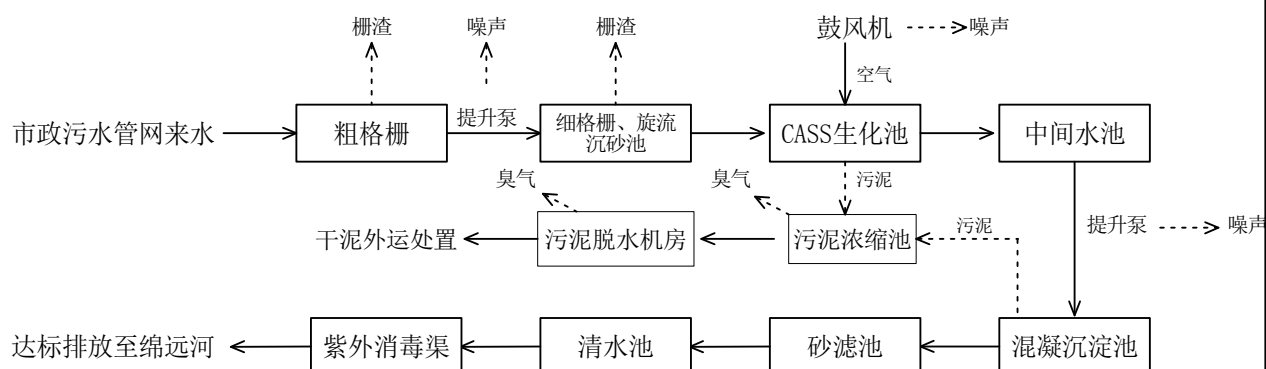 栅渣
噪声
栅渣
鼓风机
噪声
空气
市政污水管网来水
粗格栅
提升泵
细格栅、旋流
沉砂池
CASS生化池
中间水池
臭气
臭气
污泥
干泥外运处置
污泥脱水机房
污泥浓缩池
污泥
提升泵
噪声
达标排放至绵远河
紫外消毒渠
清水池
砂滤池
混凝沉淀池